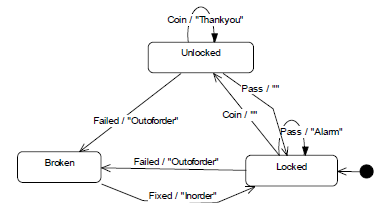 Coin / "Thankyou"
Unlocked
Pass / ""
Failed / "Outoforder"
Coin / ""
Pass / "Alarm"
Broken
Failed / "Outoforder"
Locked
Fixed / "Inorder"